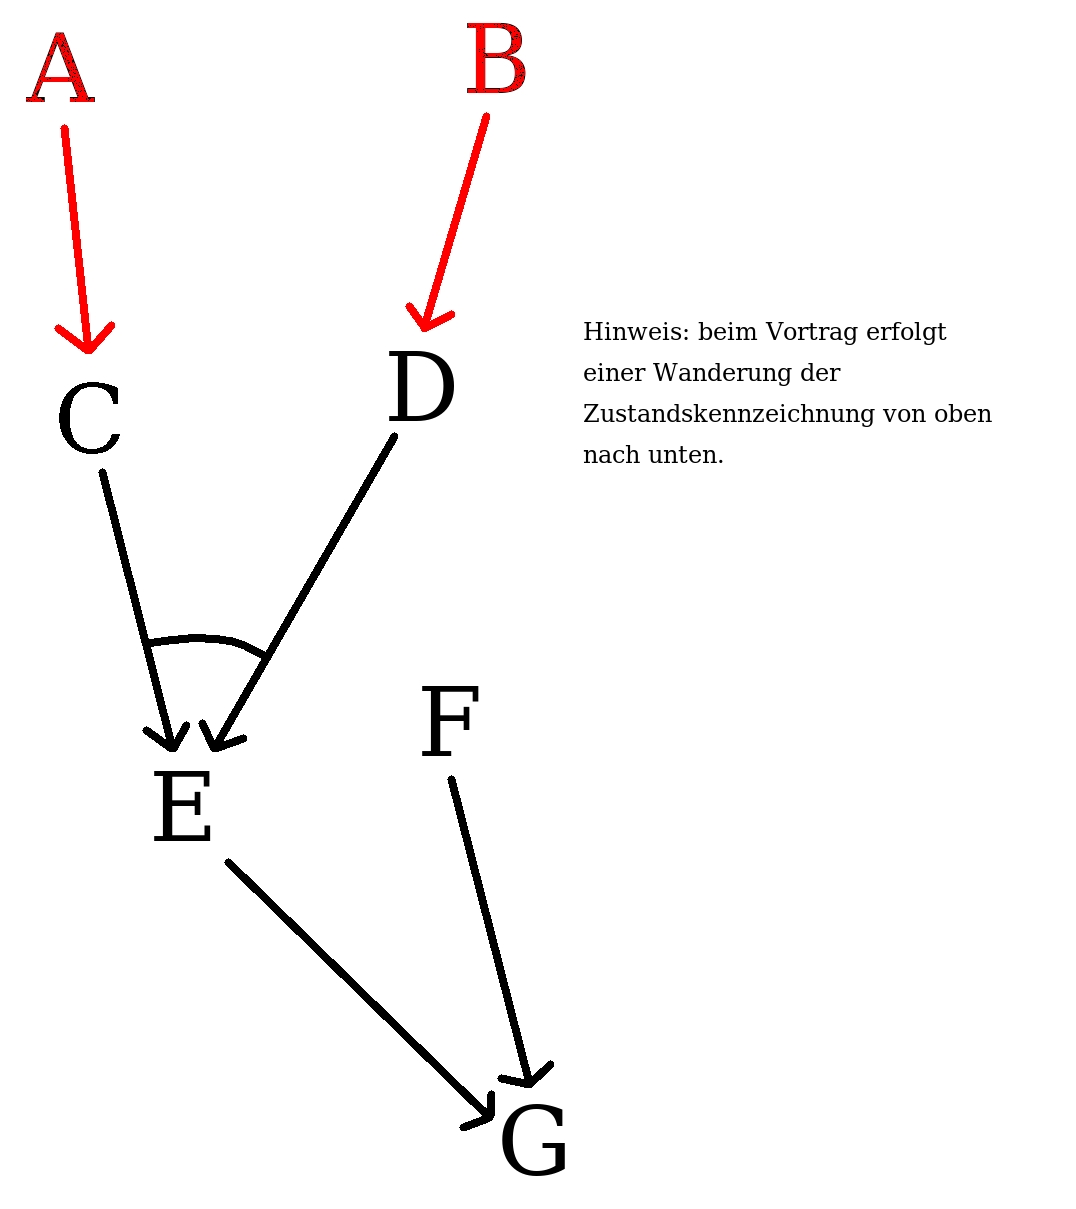 A
B
Hinweis: beim Vortrag erfolgt
einer Wanderung der
Zustandskennzeichnung von oben
nach unten.
C
D
E
F
G